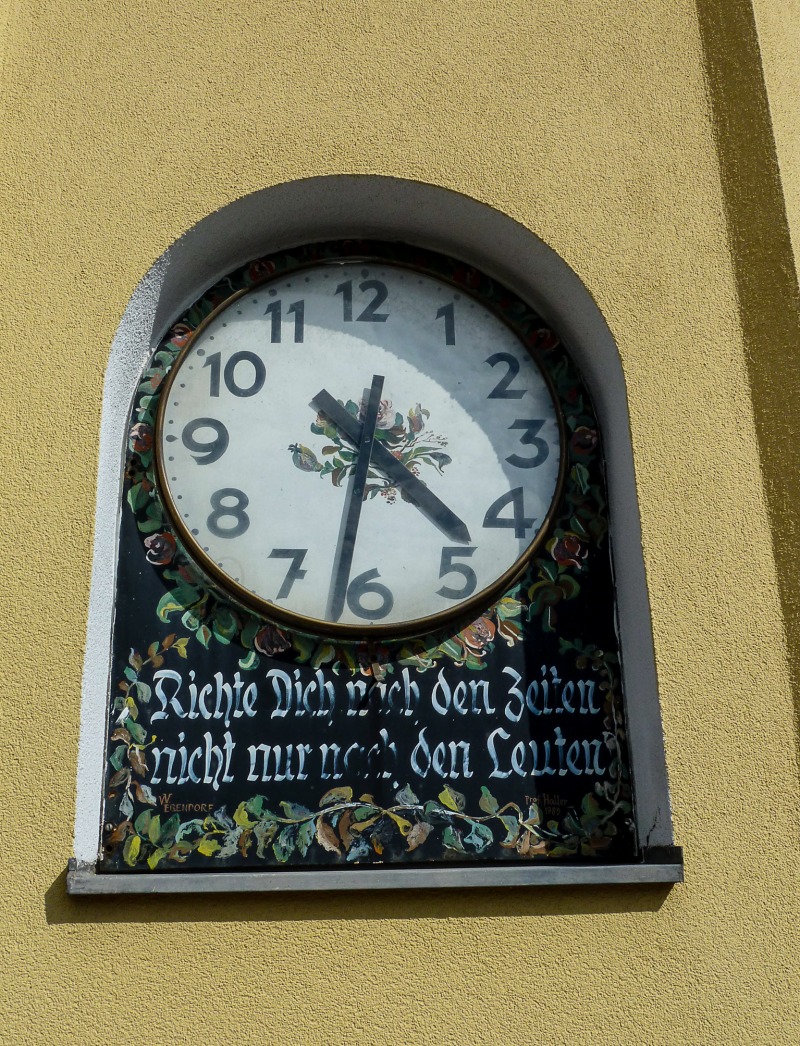 12
11 1
10 2
9 3
8 4
7 5
6
Richte Dich nach den Zeiten
nicht nur nach den Leuten
W
EBENDORF